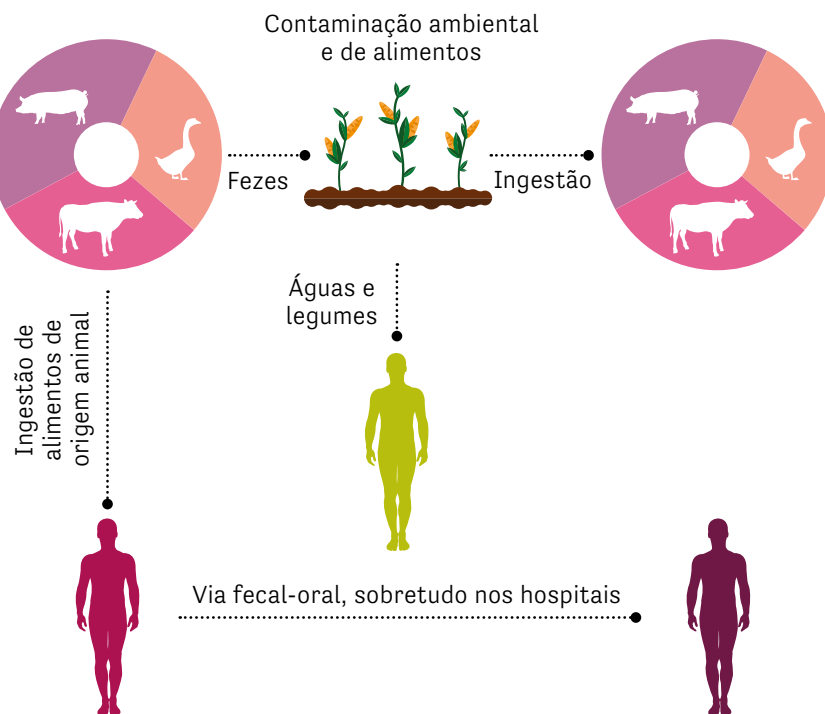 Contaminação ambiental
e de alimentos
Fezes
Ingestão
Águas e
legumes
Ingestão de
alimentos de
origem animal
Via fecal-oral, sobretudo nos hospitais